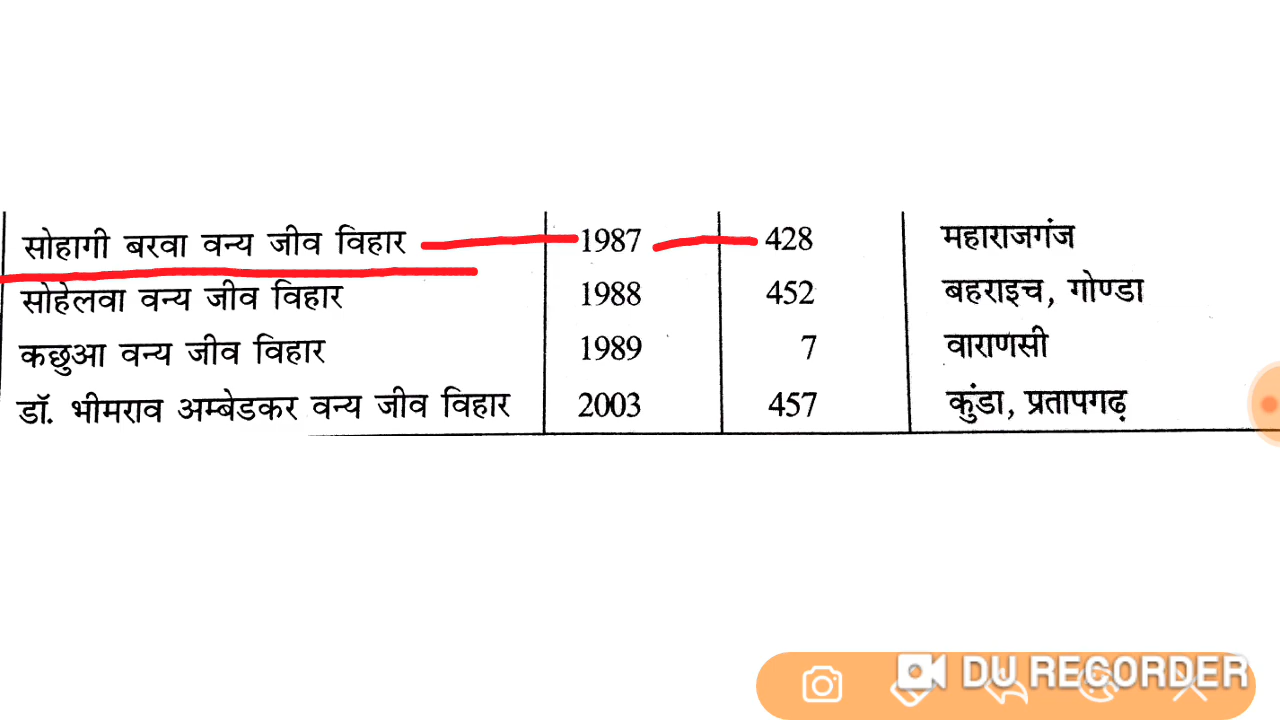 सोहागी बरवा वन्य जीव विहार 1987 428 महाराजगंज
सोहेलवा वन्य जीव विहार 1988 452 बहराइच, गोण्डा
कछुआ वन्य जीव विहार 1989 7 वाराणसी
डॉ. भीमराव अम्बेडकर वन्य जीव विहार 2003 457 कुंडा, प्रतापगढ़
DU RECORDER